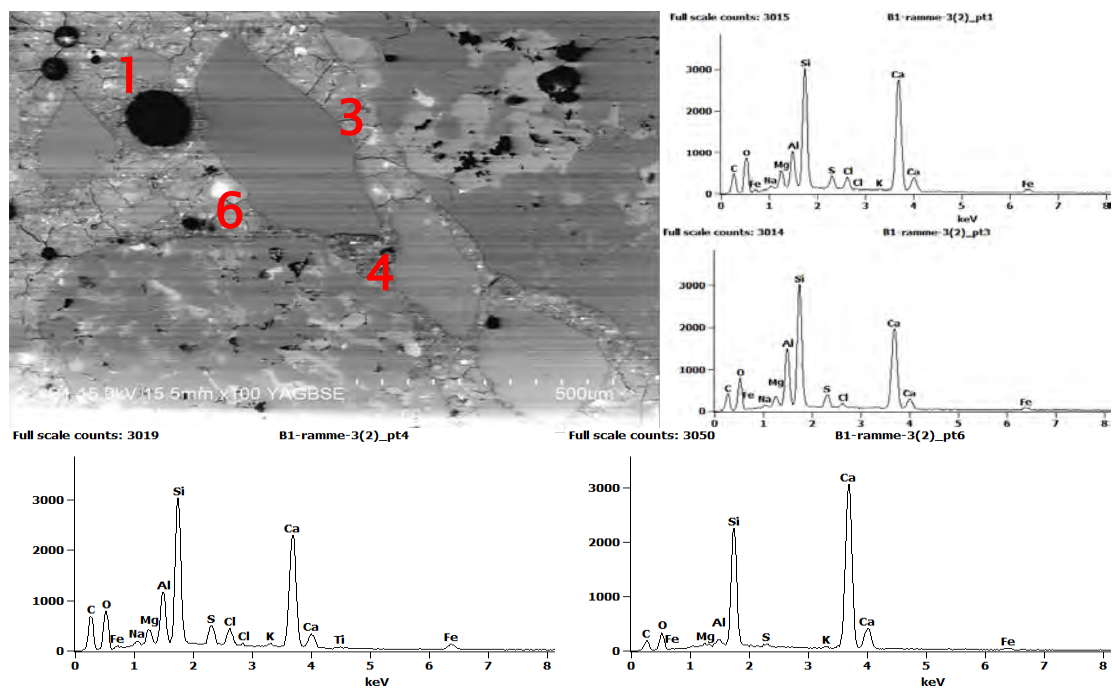 1
3
6
4
15.5mm x100 YAGBSE
500um
Full scale counts: 3015 B1-ramme-3(2)_pt1
3000
2000
1000
0
C O Fe Na Mg Al Si S Cl Cl K Ca Ca Fe
0 1 2 3 4 5 6 7 8
keV
Full scale counts: 3014 B1-ramme-3(2)_pt3
3000
2000
1000
0
C O Fe Na Mg Al Si S Cl Ca Ca Fe
0 1 2 3 4 5 6 7 8
keV
Full scale counts: 3019 B1-ramme-3(2)_pt4
3000
2000
1000
0
C O Fe Na Mg Al Si S Cl Cl K Ca Ca Ti Fe
0 1 2 3 4 5 6 7 8
keV
Full scale counts: 3050 B1-ramme-3(2)_pt6
3000
2000
1000
0
C O Fe Mg Al Si S K Ca Ca Fe
0 1 2 3 4 5 6 7 8
keV